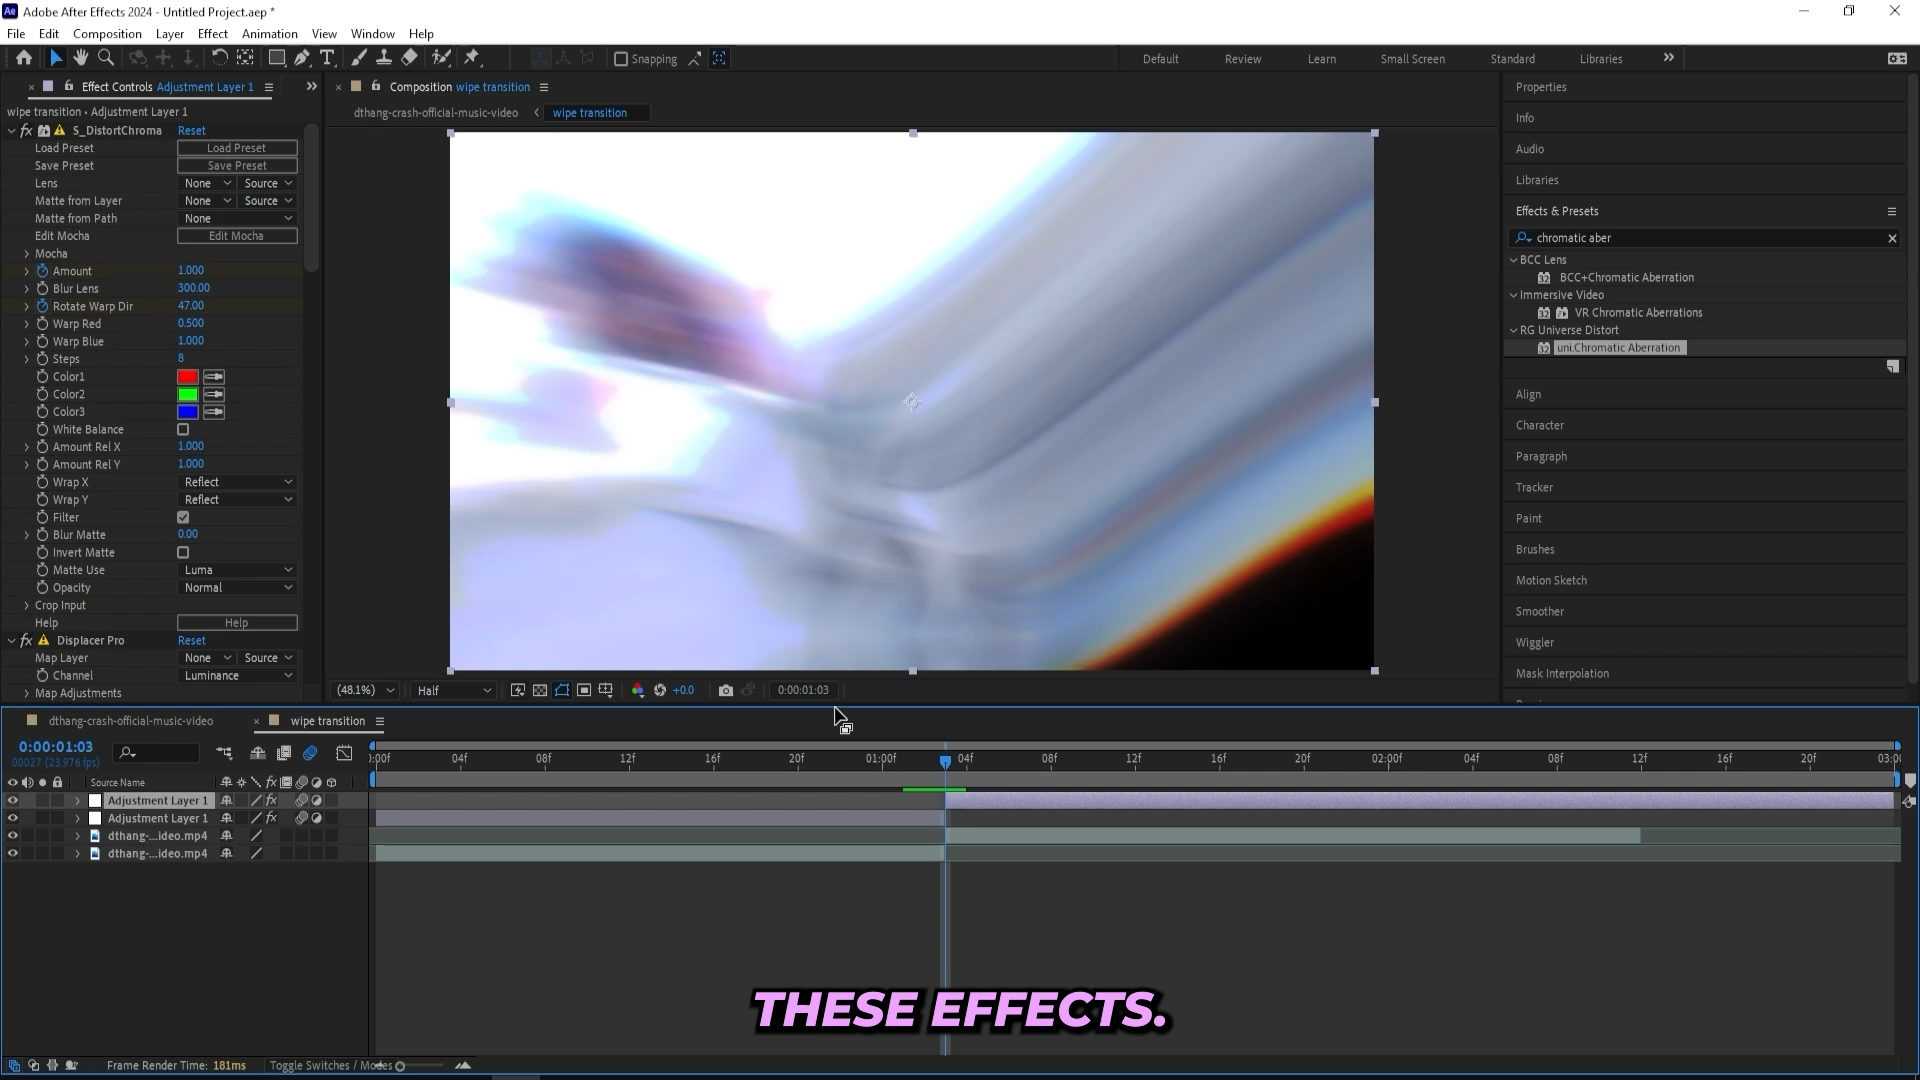 Ae Adobe After Effects 2024 - Untitled Project.aep *
File Edit Composition Layer Effect Animation View Window Help
Snapping
Default Review Learn Small Screen Standard Libraries
Effect Controls Adjustment Layer 1
wipe transition • Adjustment Layer 1
fx S_DistortChroma Reset
Load Preset Load Preset
Save Preset Save Preset
Lens None Source
Matte from Layer None Source
Matte from Path None
Edit Mocha Edit Mocha
Mocha
Amount 1.000
Blur Lens 300.00
Rotate Warp Dir 47.00
Warp Red 0.500
Warp Blue 1.000
Steps 8
Color1
Color2
Color3
White Balance
Amount Rel X 1.000
Amount Rel Y 1.000
Wrap X Reflect
Wrap Y Reflect
Filter
Blur Matte 0.00
Invert Matte
Matte Use Luma
Opacity Normal
Crop Input
Help Help
fx Displacer Pro Reset
Map Layer None Source
Channel Luminance
Map Adjustments
Composition wipe transition
dthang-crash-official-music-video wipe transition
(48.1%) Half +0.0 0:00:01:03
Properties
Info
Audio
Libraries
Effects & Presets
chromatic aber
BCC Lens
32 BCC+Chromatic Aberration
Immersive Video
32 VR Chromatic Aberrations
RG Universe Distort
32 uni.Chromatic Aberration
Align
Character
Paragraph
Tracker
Paint
Brushes
Motion Sketch
Smoother
Wiggler
Mask Interpolation
dthang-crash-official-music-video wipe transition
0:00:01:03
00027 (23.976 fps)
:00f 04f 08f 12f 16f 20f 01:00f 04f 08f 12f 16f 20f 02:00f 04f 08f 12f 16f 20f 03:00
Source Name fx
Adjustment Layer 1 fx
Adjustment Layer 1 fx
dthang-...ideo.mp4
dthang-...ideo.mp4
THESE EFFECTS.
Frame Render Time: 181ms Toggle Switches / Modes